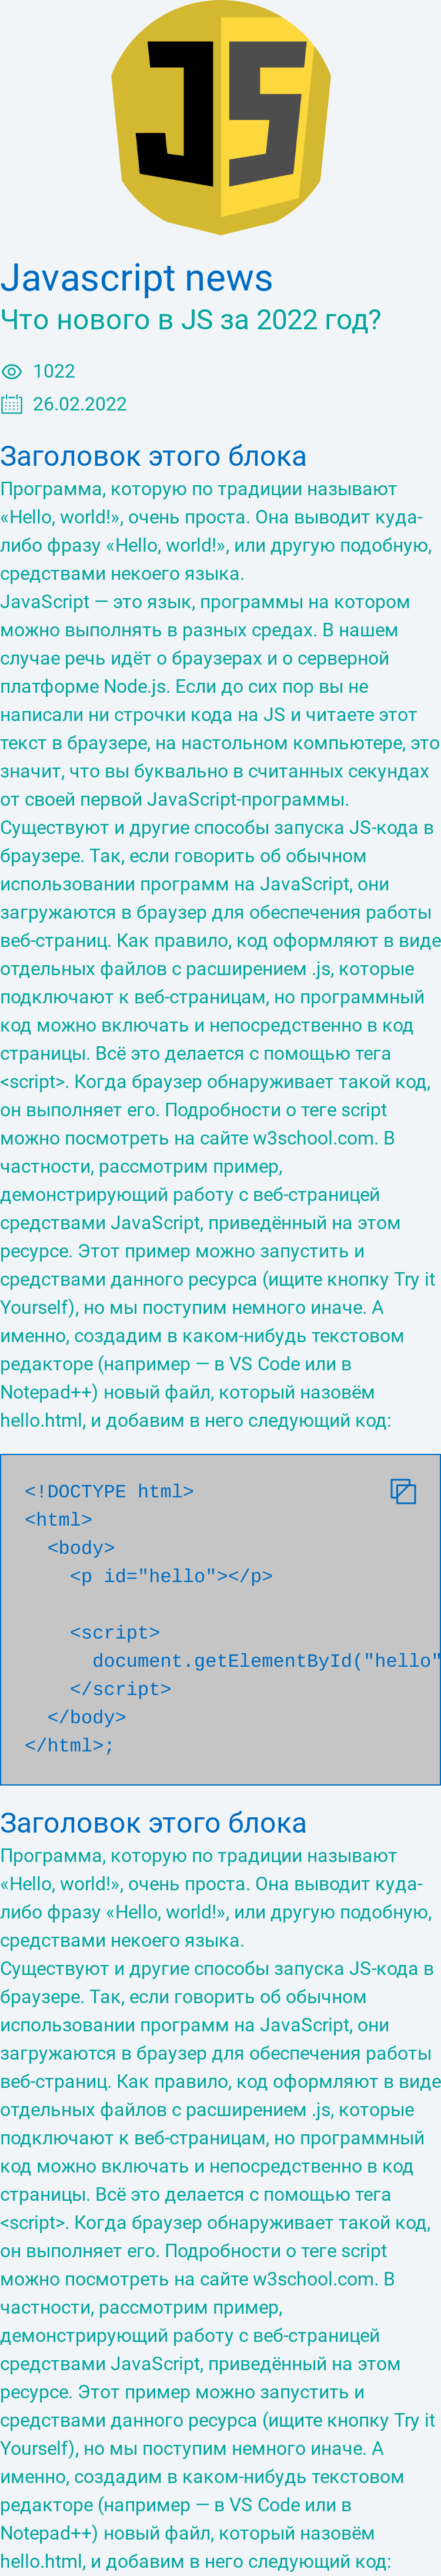 JS
Javascript news
Что нового в JS за 2022 год?
1022
26.02.2022
Заголовок этого блока
Программа, которую по традиции называют
«Hello, world!», очень проста. Она выводит куда-
либо фразу «Hello, world!», или другую подобную,
средствами некоего языка.
JavaScript — это язык, программы на котором
можно выполнять в разных средах. В нашем
случае речь идёт о браузерах и о серверной
платформе Node.js. Если до сих пор вы не
написали ни строчки кода на JS и читаете этот
текст в браузере, на настольном компьютере, это
значит, что вы буквально в считанных секундах
от своей первой JavaScript-программы.
Существуют и другие способы запуска JS-кода в
браузере. Так, если говорить об обычном
использовании программ на JavaScript, они
загружаются в браузер для обеспечения работы
веб-страниц. Как правило, код оформляют в виде
отдельных файлов с расширением .js, которые
подключают к веб-страницам, но программный
код можно включать и непосредственно в код
страницы. Всё это делается с помощью тега
<script>. Когда браузер обнаруживает такой код,
он выполняет его. Подробности о теге script
можно посмотреть на сайте w3school.com. В
частности, рассмотрим пример,
демонстрирующий работу с веб-страницей
средствами JavaScript, приведённый на этом
ресурсе. Этот пример можно запустить и
средствами данного ресурса (ищите кнопку Try it
Yourself), но мы поступим немного иначе. А
именно, создадим в каком-нибудь текстовом
редакторе (например — в VS Code или в
Notepad++) новый файл, который назовём
hello.html, и добавим в него следующий код:
<!DOCTYPE html>
<html>
  <body>
    <p id="hello"></p>

    <script>
      document.getElementById("hello"
    </script>
  </body>
</html>;
Заголовок этого блока
Программа, которую по традиции называют
«Hello, world!», очень проста. Она выводит куда-
либо фразу «Hello, world!», или другую подобную,
средствами некоего языка.
Существуют и другие способы запуска JS-кода в
браузере. Так, если говорить об обычном
использовании программ на JavaScript, они
загружаются в браузер для обеспечения работы
веб-страниц. Как правило, код оформляют в виде
отдельных файлов с расширением .js, которые
подключают к веб-страницам, но программный
код можно включать и непосредственно в код
страницы. Всё это делается с помощью тега
<script>. Когда браузер обнаруживает такой код,
он выполняет его. Подробности о теге script
можно посмотреть на сайте w3school.com. В
частности, рассмотрим пример,
демонстрирующий работу с веб-страницей
средствами JavaScript, приведённый на этом
ресурсе. Этот пример можно запустить и
средствами данного ресурса (ищите кнопку Try it
Yourself), но мы поступим немного иначе. А
именно, создадим в каком-нибудь текстовом
редакторе (например — в VS Code или в
Notepad++) новый файл, который назовём
hello.html, и добавим в него следующий код: